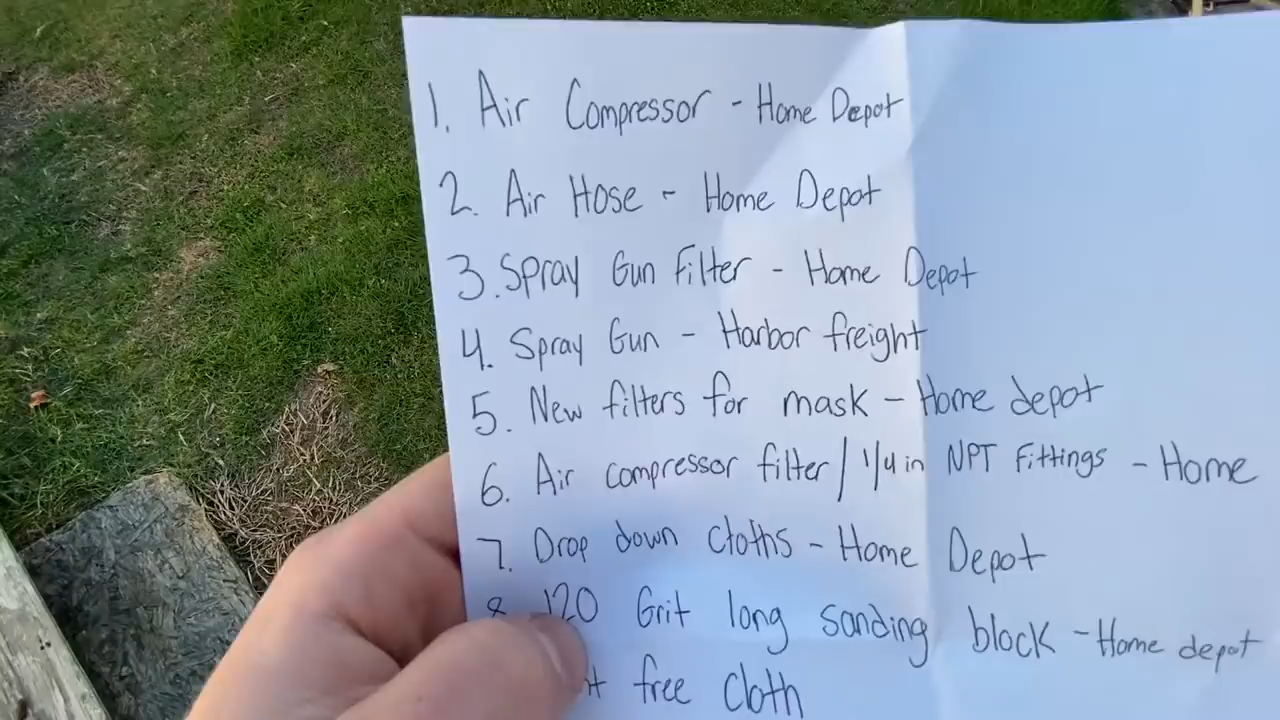 1. Air Compressor - Home Depot
2. Air Hose - Home Depot
3. Spray Gun Filter - Home Depot
4. Spray Gun - Harbor freight
5. New filters for mask - Home depot
6. Air compressor filter/ 1/4 in NPT Fittings - Home
7. Drop down cloths - Home Depot
8 120 Grit long sanding block - Home depot
free cloth